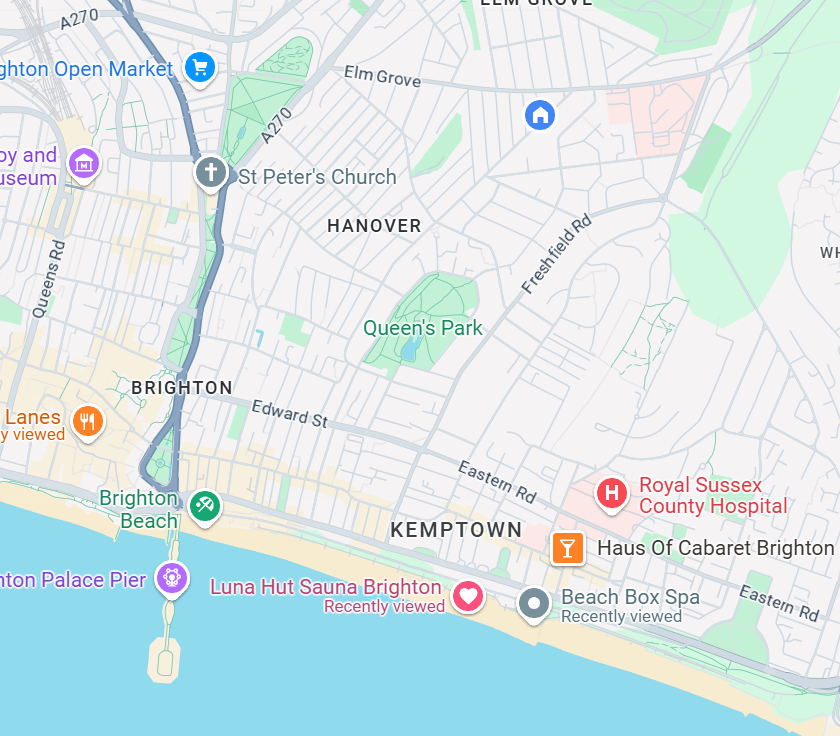 ELM GROVE
A270
ghton Open Market
Elm Grove
A270
oy and
useum
St Peter's Church
HANOVER
Freshfield Rd
WH
Queens Rd
Queen's Park
BRIGHTON
Lanes
y viewed
Edward St
Eastern Rd
Royal Sussex
County Hospital
H
Brighton
Beach
KEMPTOWN
Haus Of Cabaret Brighton
nton Palace Pier
Luna Hut Sauna Brighton
Recently viewed
Beach Box Spa
Recently viewed
Eastern Rd